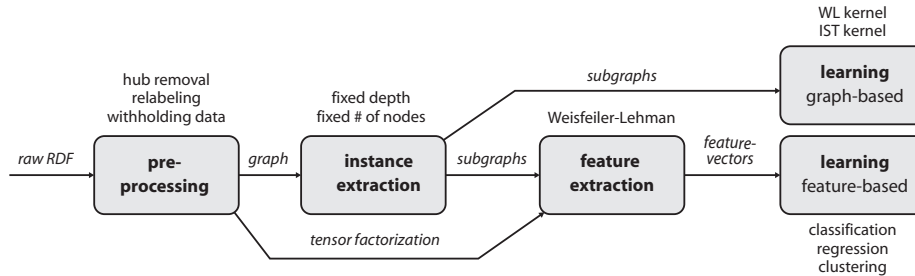 WL kernel
IST kernel
hub removal
relabeling
withholding data
fixed depth
fixed # of nodes
subgraphs
learning
graph-based
Weisfeiler-Lehman
raw RDF
pre-
processing
graph
instance
extraction
subgraphs
feature
extraction
feature-
vectors
learning
feature-based
tensor factorization
classification
regression
clustering